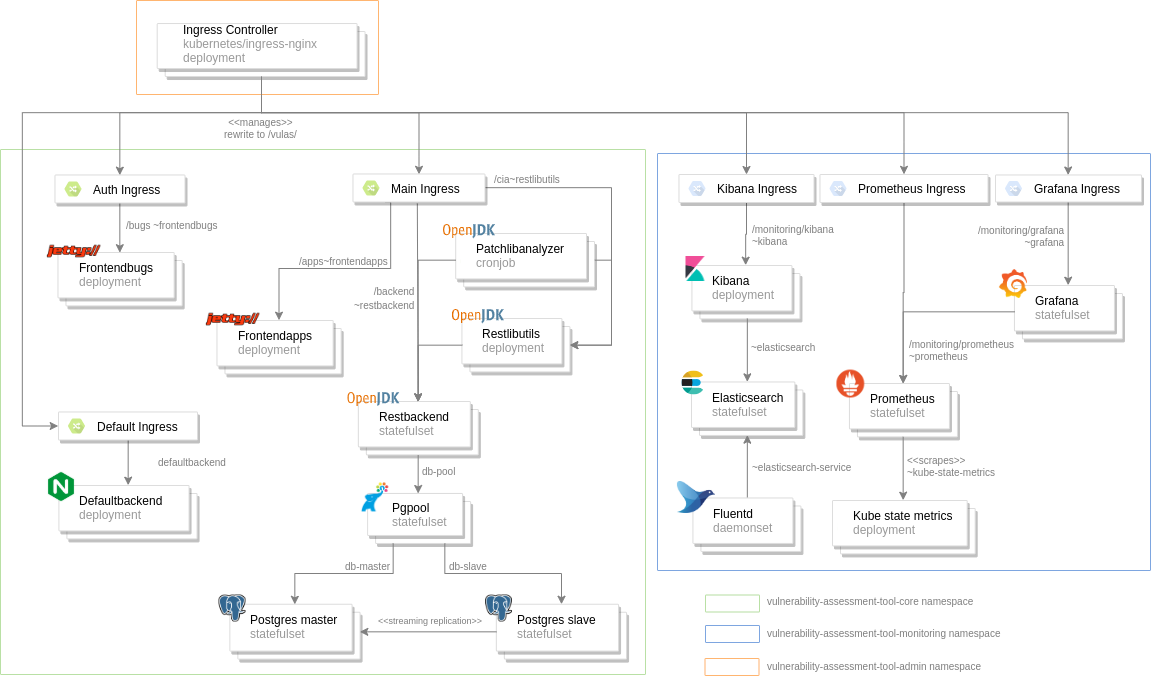 Ingress Controller
kubernetes/ingress-nginx
deployment
<<manages>>
rewrite to /vulas/
Auth Ingress
/bugs ~frontendbugs
jetty://
Frontendbugs
deployment
Main Ingress
/cia~restlibutils
OpenJDK
Patchlibanalyzer
cronjob
/apps~frontendapps
/backend
~restbackend
jetty://
Frontendapps
deployment
OpenJDK
Restlibutils
deployment
OpenJDK
Restbackend
statefulset
Default Ingress
defaultbackend
N
Defaultbackend
deployment
db-pool
Pgpool
statefulset
db-master
db-slave
Postgres master
statefulset
<<streaming replication>>
Postgres slave
statefulset
Kibana Ingress
/monitoring/kibana
~kibana
Kibana
deployment
~elasticsearch
Elasticsearch
statefulset
~elasticsearch-service
Fluentd
daemonset
Prometheus Ingress
/monitoring/prometheus
~prometheus
Prometheus
statefulset
<<scrapes>>
~kube-state-metrics
Kube state metrics
deployment
Grafana Ingress
/monitoring/grafana
~grafana
Grafana
statefulset
vulnerability-assessment-tool-core namespace
vulnerability-assessment-tool-monitoring namespace
vulnerability-assessment-tool-admin namespace